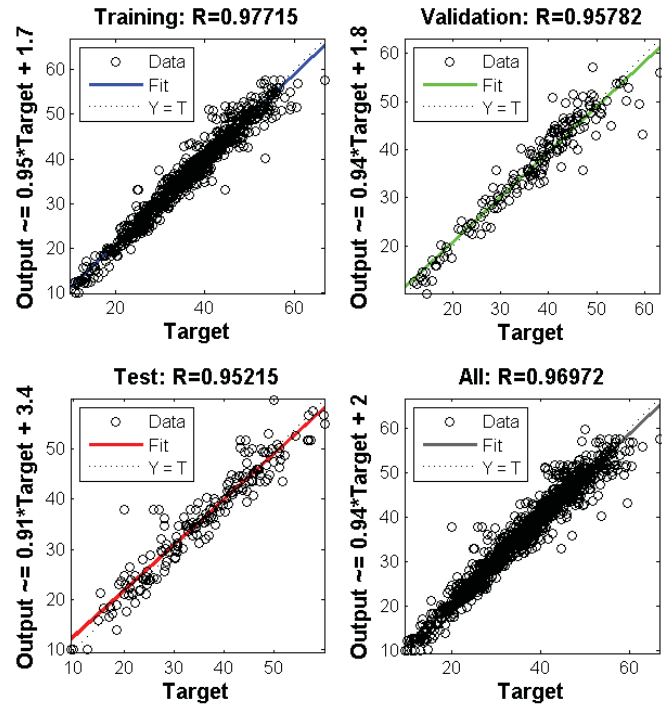 Training: R=0.97715
Output ~= 0.95*Target + 1.7
60
50
40
30
20
10
Data
Fit
Y = T
20
40
60
Target
Validation: R=0.95782
Output ~= 0.94*Target + 1.8
60
50
40
30
20
Data
Fit
Y = T
20
40
60
Target
Test: R=0.95215
Output ~= 0.91*Target + 3.4
50
40
30
20
10
Data
Fit
Y = T
10
20
30
40
50
Target
All: R=0.96972
Output ~= 0.94*Target + 2
60
50
40
30
20
10
Data
Fit
Y = T
20
40
60
Target